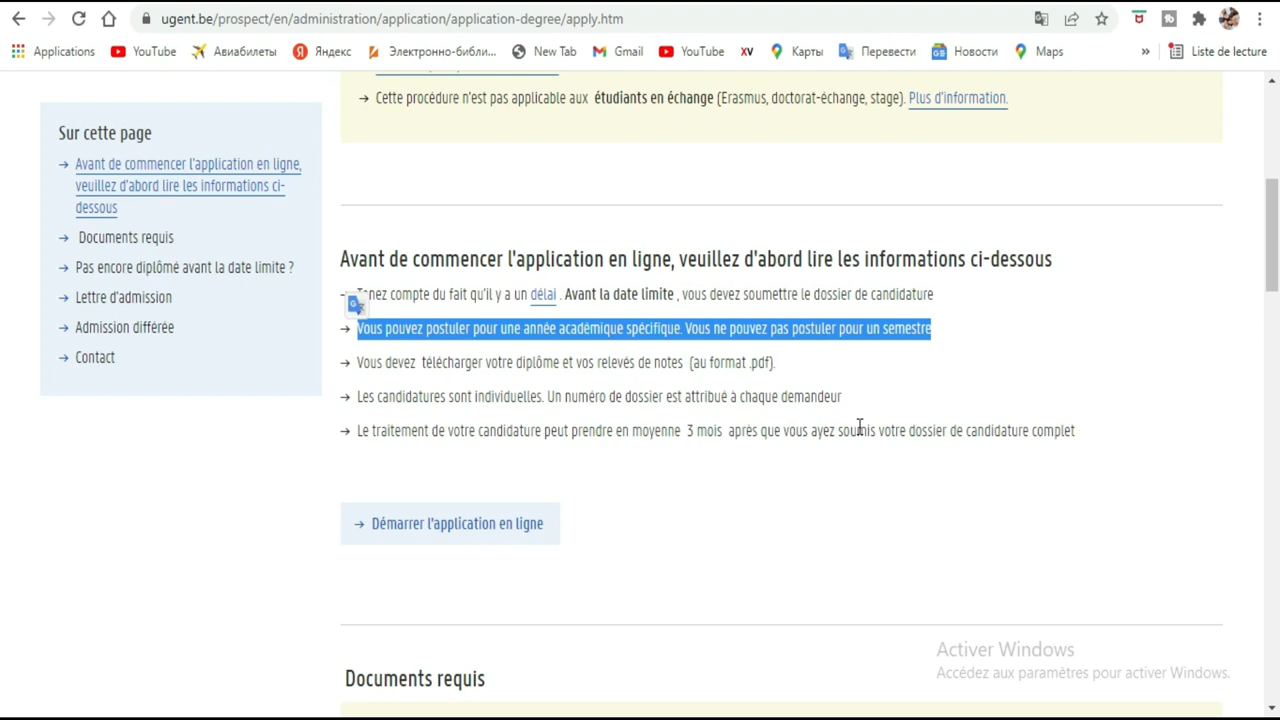 ugent.be/prospect/en/administration/application/application-degree/apply.htm
Applications YouTube Авиабилеты Яндекс Электронно-библи... New Tab Gmail YouTube XV Карты Перевести Новости Maps » Liste de lecture
→ Cette procédure n'est pas applicable aux étudiants en échange (Erasmus, doctorat-échange, stage). Plus d'information.
Sur cette page
→ Avant de commencer l'application en ligne,
veuillez d'abord lire les informations ci-
dessous
→ Documents requis
→ Pas encore diplômé avant la date limite ?
→ Lettre d'admission
→ Admission différée
→ Contact
Avant de commencer l'application en ligne, veuillez d'abord lire les informations ci-dessous
Tenez compte du fait qu'il y a un délai . Avant la date limite , vous devez soumettre le dossier de candidature
→ Vous pouvez postuler pour une année académique spécifique. Vous ne pouvez pas postuler pour un semestre
→ Vous devez télécharger votre diplôme et vos relevés de notes (au format .pdf).
→ Les candidatures sont individuelles. Un numéro de dossier est attribué à chaque demandeur
→ Le traitement de votre candidature peut prendre en moyenne 3 mois après que vous ayez soumis votre dossier de candidature complet
→ Démarrer l'application en ligne
Activer Windows
Accédez aux paramètres pour activer Windows.
Documents requis